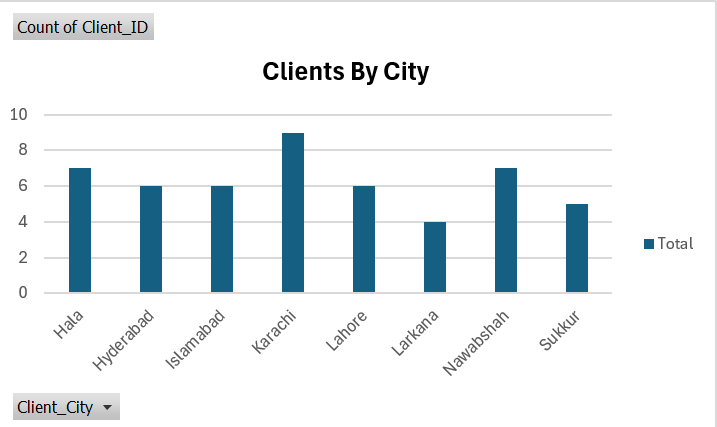 Count of Client_ID
Clients By City
10
8
6
4
2
0
Hala
Hyderabad
Islamabad
Karachi
Lahore
Larkana
Nawabshah
Sukkur
Total
Client_City